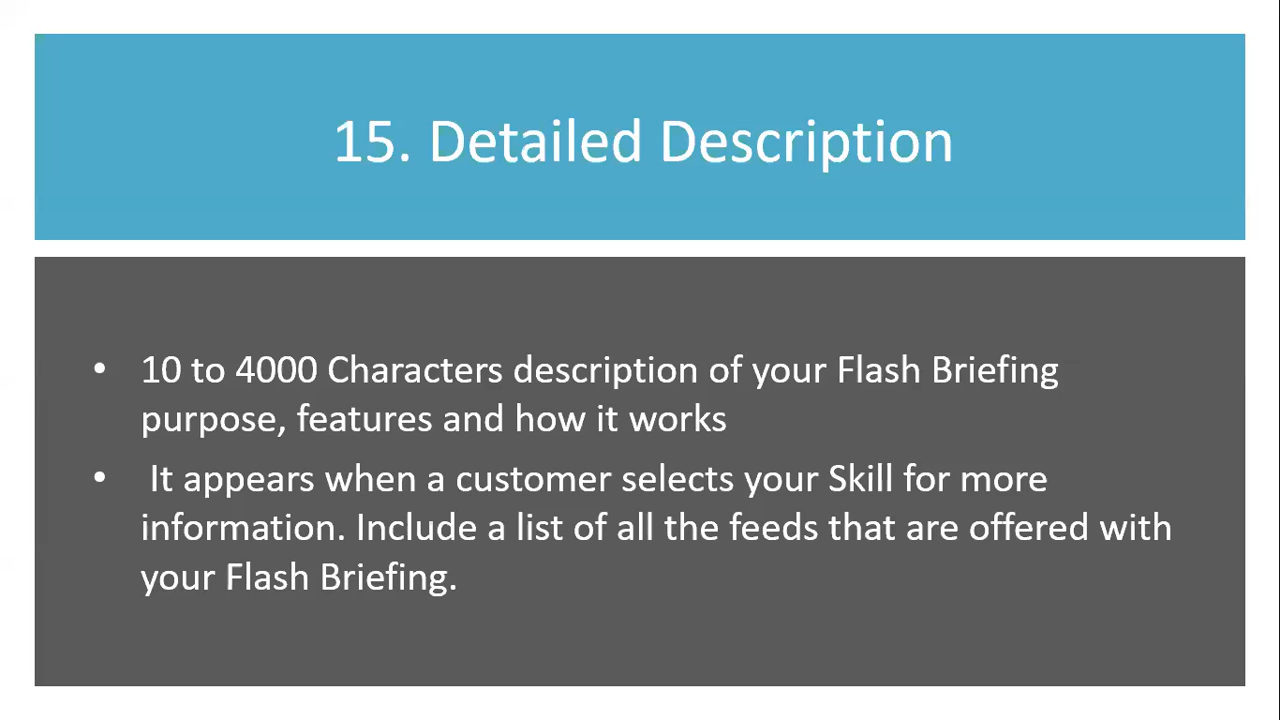 15. Detailed Description
• 10 to 4000 Characters description of your Flash Briefing
purpose, features and how it works
• It appears when a customer selects your Skill for more
information. Include a list of all the feeds that are offered with
your Flash Briefing.